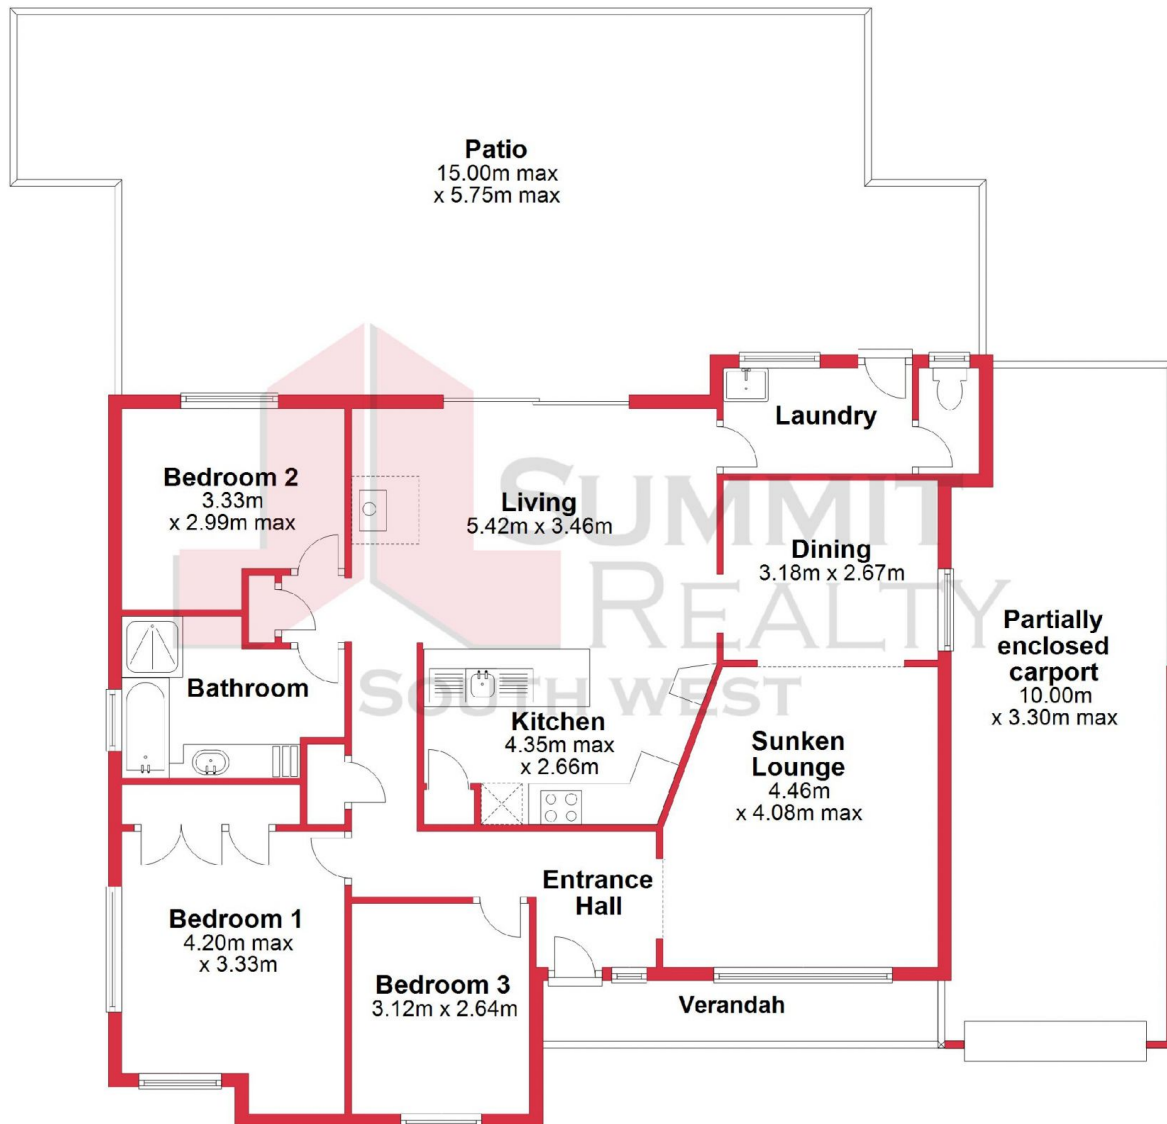 Patio
15.00m max
x 5.75m max
Laundry
Bedroom 2
3.33m
x 2.99m max
Living
5.42m x 3.46m
Dining
3.18m x 2.67m
SUMMIT
REALTY
SOUTH WEST
Partially
enclosed
carport
10.00m
x 3.30m max
Bathroom
Kitchen
4.35m max
x 2.66m
Sunken
Lounge
4.46m
x 4.08m max
Entrance
Hall
Bedroom 1
4.20m max
x 3.33m
Bedroom 3
3.12m x 2.64m
Verandah